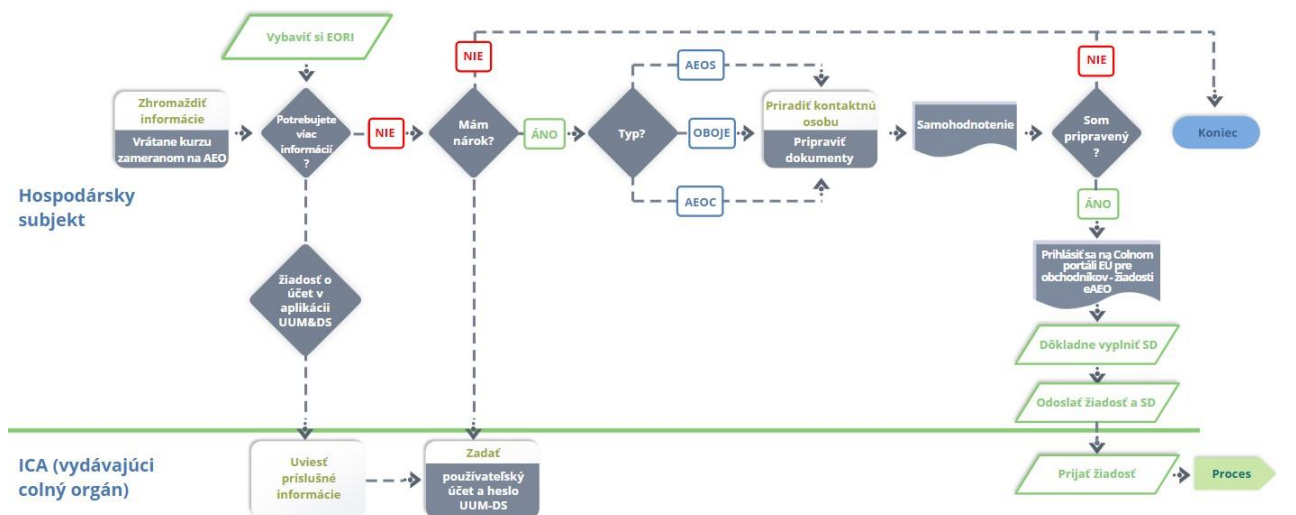 Vybaviť si EORI
NIE
NIE
AEOS
Zhromaždiť
informácie
Vrátane kurzu
zameranom na AEO
Potrebujete
viac
informácií
?
NIE
Mám
nárok?
ÁNO
Typ?
OBOJE
Priradiť kontaktnú
osobu
Pripraviť
dokumenty
Samohodnotenie
Som
pripravený
?
Koniec
AEOC
ÁNO
Hospodársky
subjekt
žiadosť o
účet v
aplikácii
UUM&DS
Prihlásiť sa na Colnom
portáli EÚ pre
obchodníkov - žiadosti
eAEO
Dôkladne vyplniť SD
Odoslať žiadosť a SD
ICA (vydávajúci
colný orgán)
Uviesť
príslušné
informácie
Zadať
používateľský
účet a heslo
UUM-DS
Prijať žiadosť
Proces